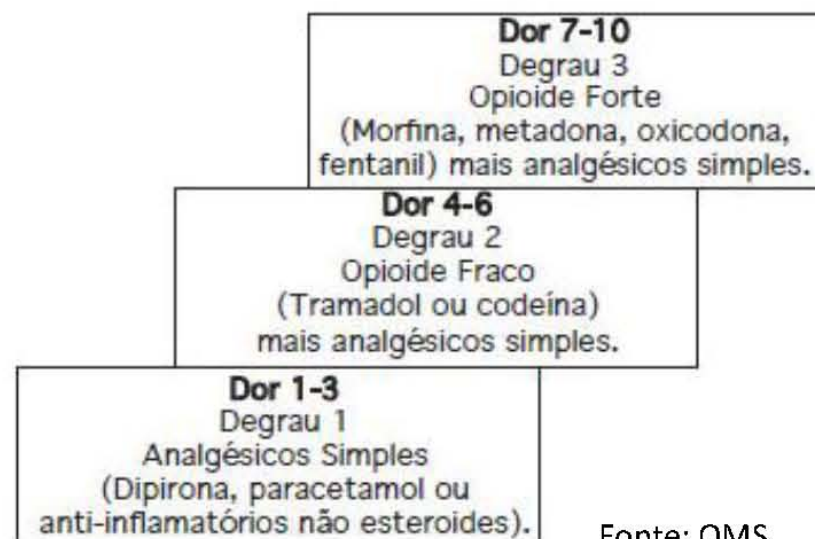 Dor 7-10
Degrau 3
Opioide Forte
(Morfina, metadona, oxicodona,
fentanil) mais analgésicos simples.
Dor 4-6
Degrau 2
Opioide Fraco
(Tramadol ou codeína)
mais analgésicos simples.
Dor 1-3
Degrau 1
Analgésicos Simples
(Dipirona, paracetamol ou
anti-inflamatórios não esteroides).
Fonte: OMS